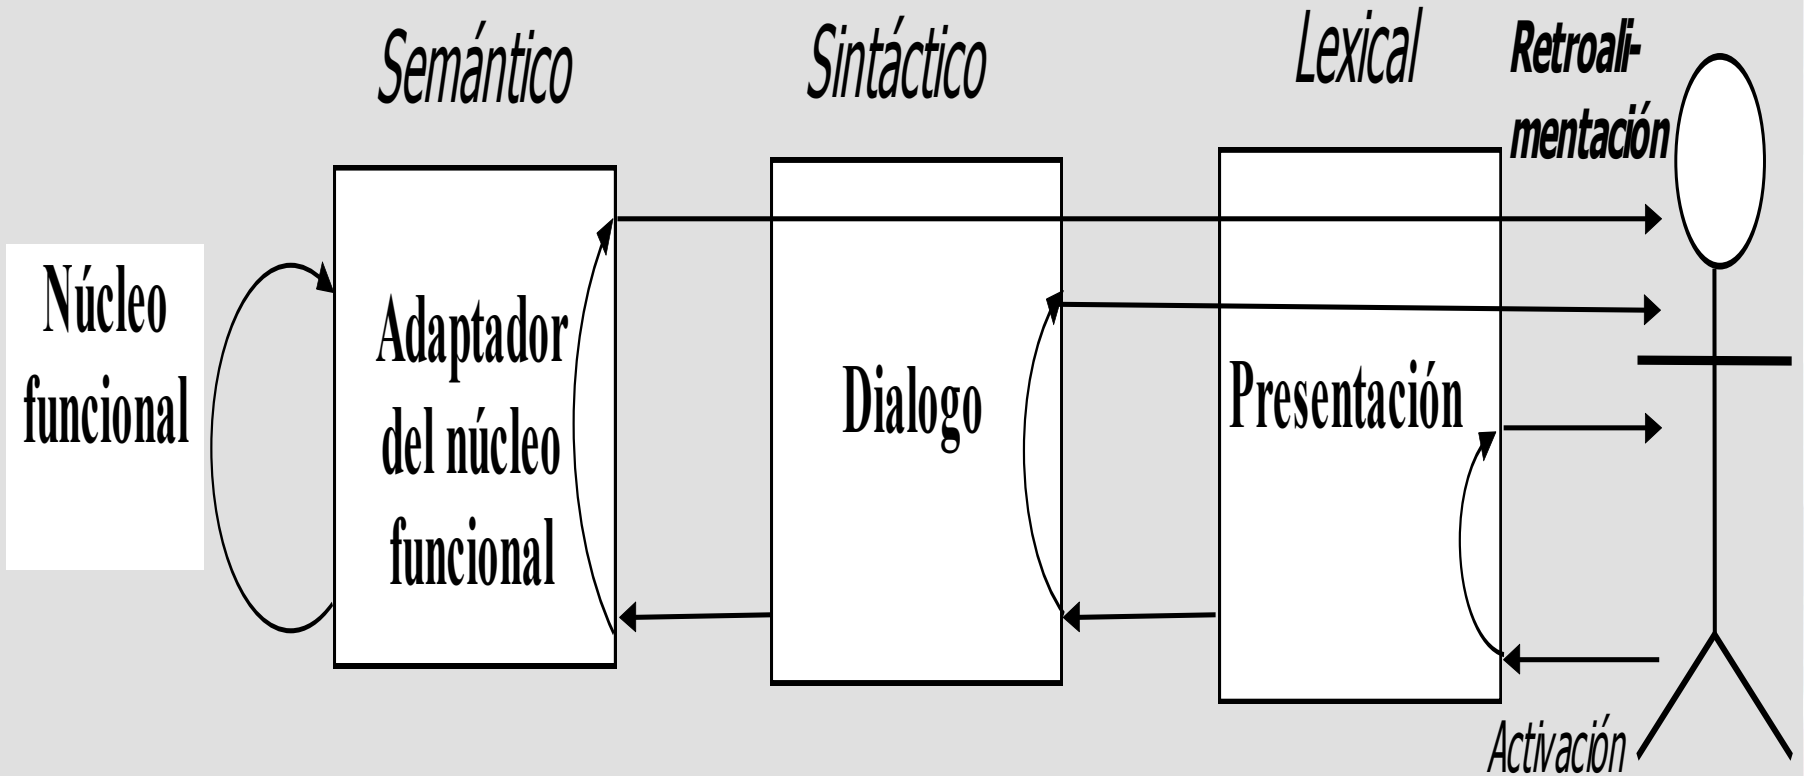 Semántico
Sintáctico
Lexical
Retroali-
mentación
Núcleo
funcional
Adaptador
del núcleo
funcional
Dialogo
Presentación
Activación